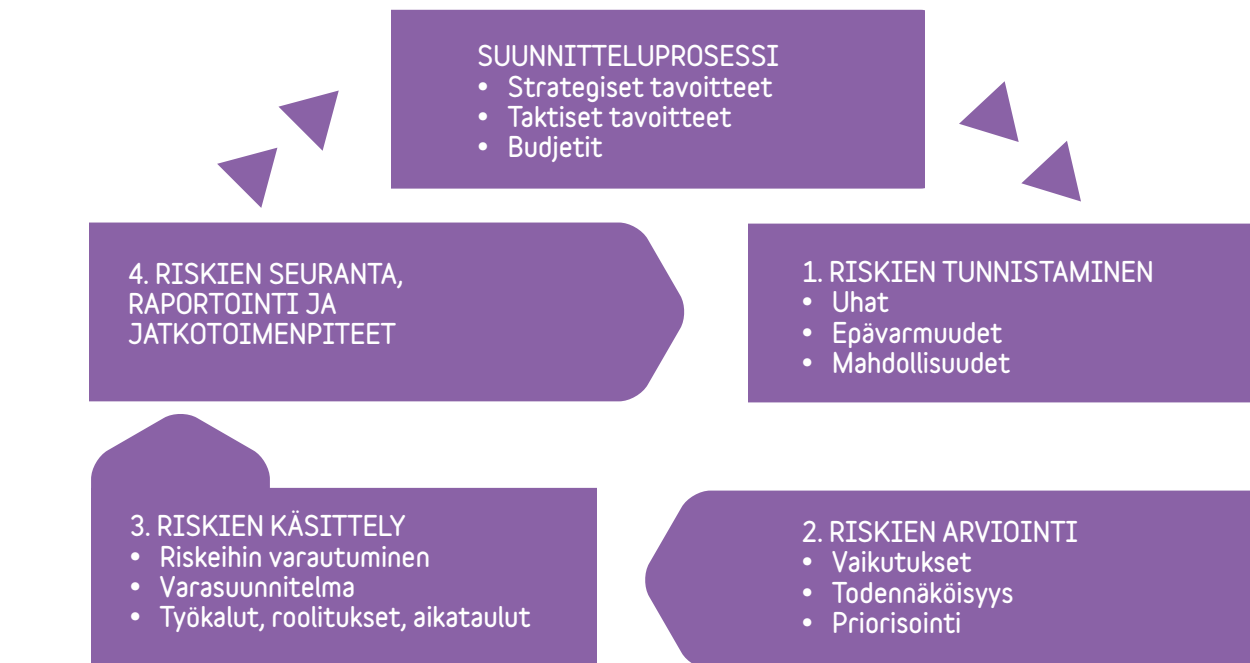 SUUNNITTELUPROSESSI
• Strategiset tavoitteet
• Taktiset tavoitteet
• Budjetit
1. RISKIEN TUNNISTAMINEN
• Uhat
• Epävarmuudet
• Mahdollisuudet
2. RISKIEN ARVIOINTI
• Vaikutukset
• Todennäköisyys
• Priorisointi
3. RISKIEN KÄSITTELY
• Riskeihin varautuminen
• Varasuunnitelma
• Työkalut, roolitukset, aikataulut
4. RISKIEN SEURANTA,
RAPORTOINTI JA
JATKOTOIMENPITEET